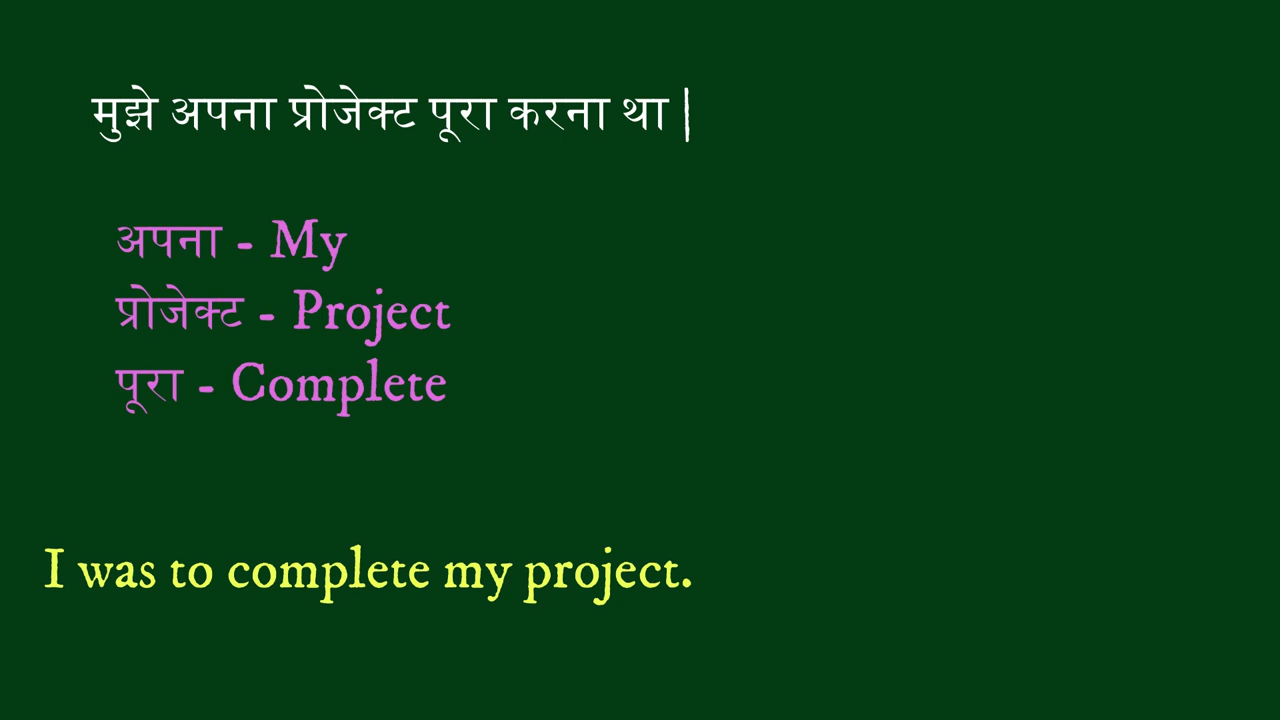 मुझे अपना प्रोजेक्ट पूरा करना था |
अपना - My
प्रोजेक्ट - Project
पूरा - Complete
I was to complete my project.